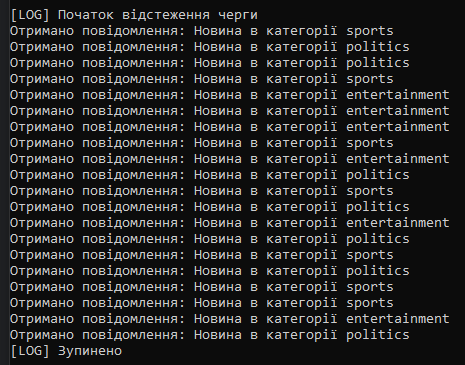 [LOG] Початок відстеження черги
Отримано повідомлення: Новина в категорії sports
Отримано повідомлення: Новина в категорії politics
Отримано повідомлення: Новина в категорії politics
Отримано повідомлення: Новина в категорії sports
Отримано повідомлення: Новина в категорії entertainment
Отримано повідомлення: Новина в категорії entertainment
Отримано повідомлення: Новина в категорії entertainment
Отримано повідомлення: Новина в категорії sports
Отримано повідомлення: Новина в категорії entertainment
Отримано повідомлення: Новина в категорії politics
Отримано повідомлення: Новина в категорії sports
Отримано повідомлення: Новина в категорії politics
Отримано повідомлення: Новина в категорії entertainment
Отримано повідомлення: Новина в категорії politics
Отримано повідомлення: Новина в категорії sports
Отримано повідомлення: Новина в категорії politics
Отримано повідомлення: Новина в категорії sports
Отримано повідомлення: Новина в категорії sports
Отримано повідомлення: Новина в категорії entertainment
Отримано повідомлення: Новина в категорії politics
[LOG] Зупинено